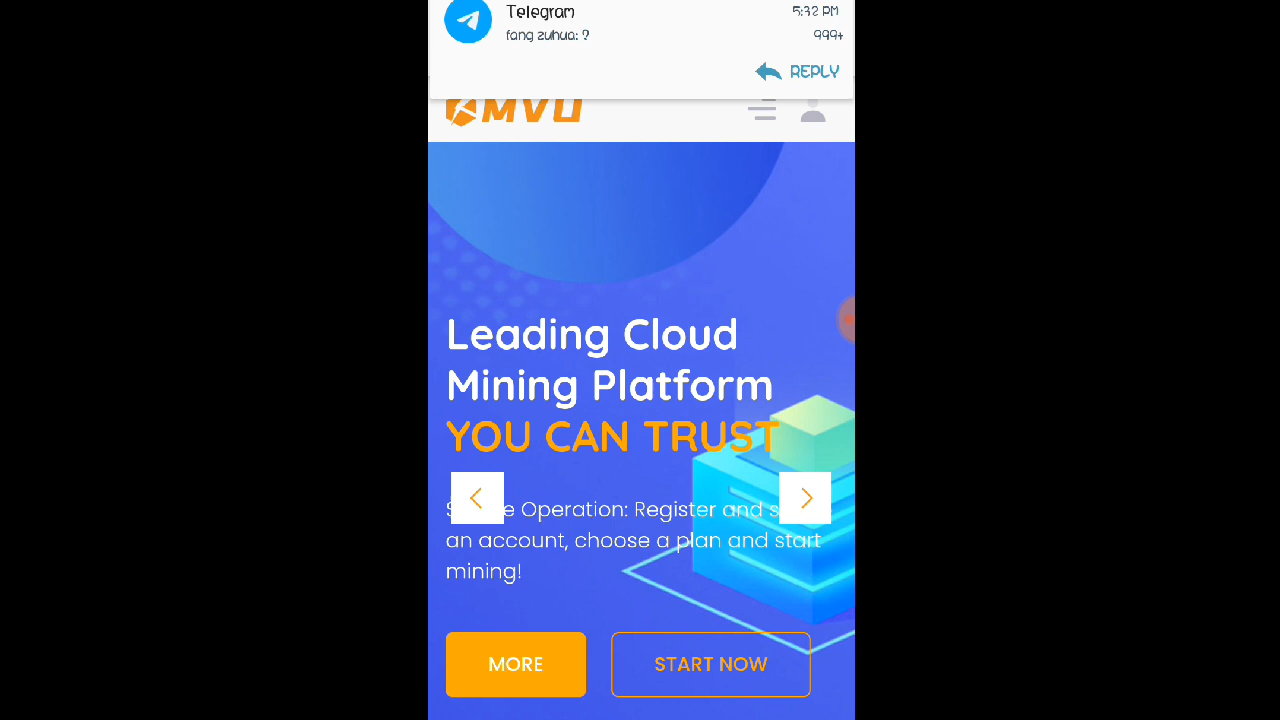 Telegram
5:32 PM
fang zuhua: ?
999+
REPLY
MVU
Leading Cloud
Mining Platform
YOU CAN TRUST
Operation: Register and
an account, choose a plan and start
mining!
MORE
START NOW